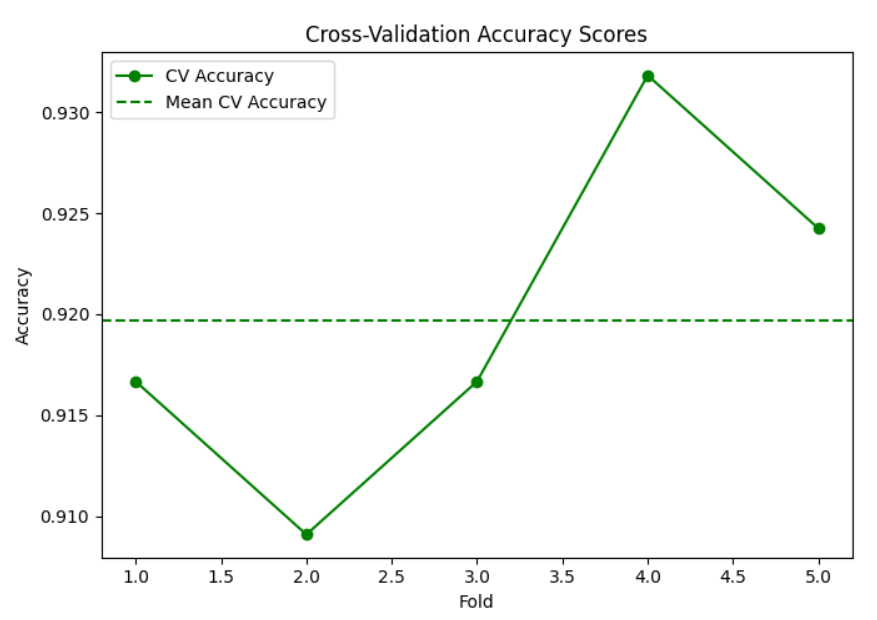 Cross-Validation Accuracy Scores
CV Accuracy
Mean CV Accuracy
0.930
0.925
0.920
0.915
0.910
Accuracy
1.0 1.5 2.0 2.5 3.0 3.5 4.0 4.5 5.0
Fold